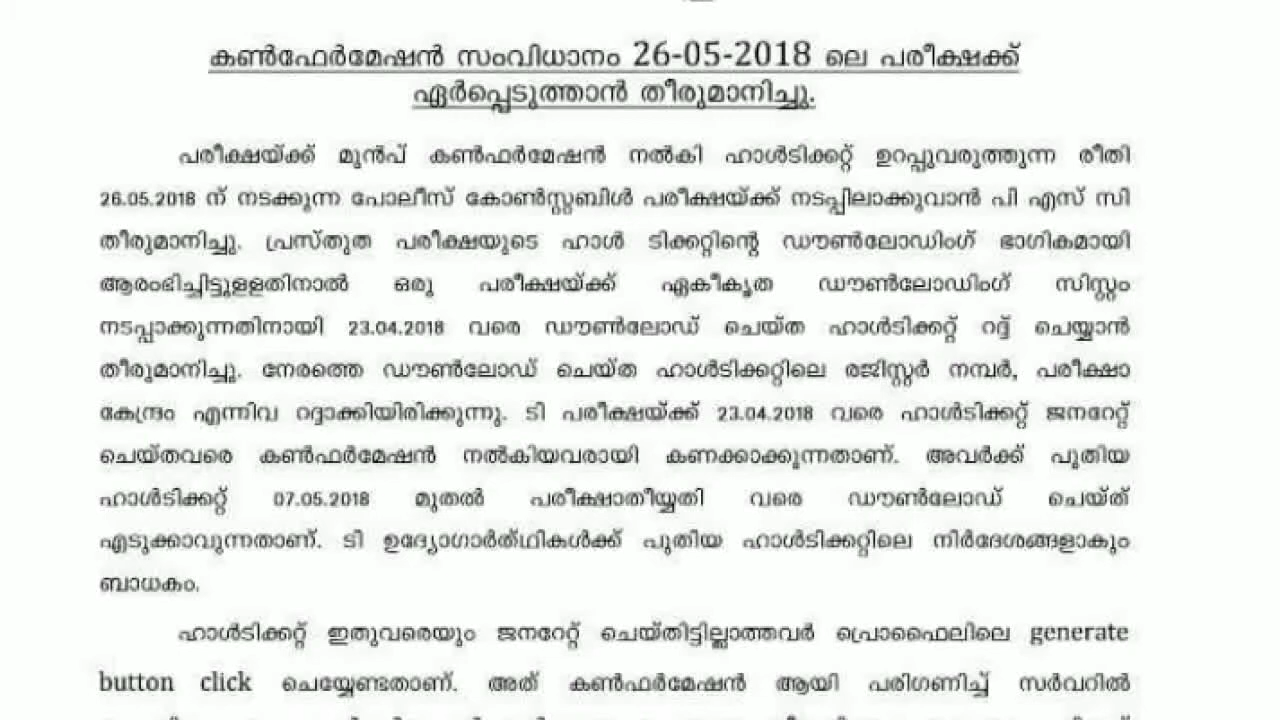 കൺഫേർമേഷൻ സംവിധാനം 26-05-2018 ലെ പരീക്ഷക്ക്
ഏർപ്പെടുത്താൻ തീരുമാനിച്ചു.
പരീക്ഷയ്ക്ക് മുൻപ് കൺഫർമേഷൻ നൽകി ഹാൾടിക്കറ്റ് ഉറപ്പുവരുത്തുന്ന രീതി
26.05.2018 ന് നടക്കുന്ന പോലീസ് കോൺസ്റ്റബിൾ പരീക്ഷയ്ക്ക് നടപ്പിലാക്കുവാൻ പി എസ് സി
തീരുമാനിച്ചു. പ്രസ്തുത പരീക്ഷയുടെ ഹാൾ ടിക്കറ്റിന്റെ ഡൗൺലോഡിംഗ് ഭാഗികമായി
ആരംഭിച്ചിട്ടുളളതിനാൽ ഒരു പരീക്ഷയ്ക്ക് ഏകീകൃത ഡൗൺലോഡിംഗ് സിസ്റ്റം
നടപ്പാക്കുന്നതിനായി 23.04.2018 വരെ ഡൗൺലോഡ് ചെയ്ത ഹാൾടിക്കറ്റ് റദ്ദ് ചെയ്യാൻ
തീരുമാനിച്ചു. നേരത്തെ ഡൗൺലോഡ് ചെയ്ത ഹാൾടിക്കറ്റിലെ രജിസ്റ്റർ നമ്പർ, പരീക്ഷാ
കേന്ദ്രം എന്നിവ റദ്ദാക്കിയിരിക്കുന്നു. ടി പരീക്ഷയ്ക്ക് 23.04.2018 വരെ ഹാൾടിക്കറ്റ് ജനറേറ്റ്
ചെയ്തവരെ കൺഫർമേഷൻ നൽകിയവരായി കണക്കാക്കുന്നതാണ്. അവർക്ക് പുതിയ
ഹാൾടിക്കറ്റ് 07.05.2018 മുതൽ പരീക്ഷാതീയ്യതി വരെ ഡൗൺലോഡ് ചെയ്ത്
എടുക്കാവുന്നതാണ്. ടി ഉദ്യോഗാർത്ഥികൾക്ക് പുതിയ ഹാൾടിക്കറ്റിലെ നിർദേശങ്ങളാകും
ബാധകം.
ഹാൾടിക്കറ്റ് ഇതുവരെയും ജനറേറ്റ് ചെയ്തിട്ടില്ലാത്തവർ പ്രൊഫൈലിലെ generate
button click ചെയ്യേണ്ടതാണ്. അത് കൺഫർമേഷൻ ആയി പരിഗണിച്ച് സർവറിൽ